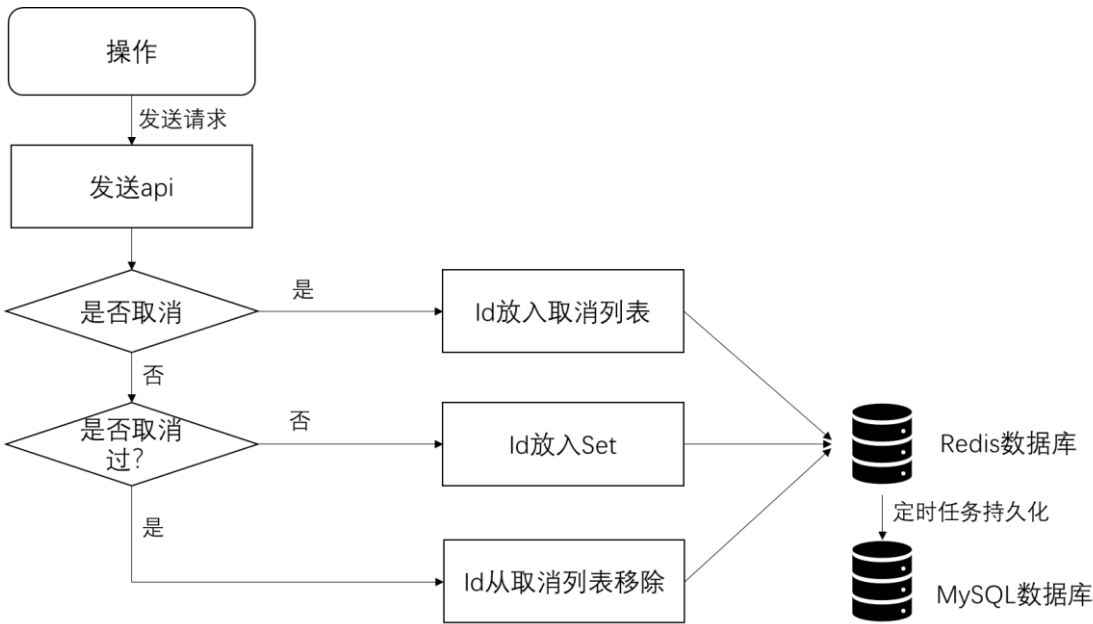 操作
发送请求
发送api
是否取消
是
Id放入取消列表
否
是否取消
过?
否
Id放入Set
Redis数据库
定时任务持久化
是
Id从取消列表移除
MySQL数据库